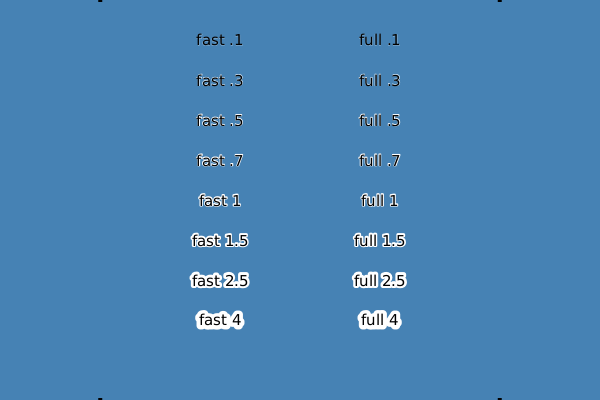 fast .1 full .1
fast .3 full .3
fast .5 full .5
fast .7 full .7
fast 1 full 1
fast 1.5 full 1.5
fast 2.5 full 2.5
fast 4 full 4